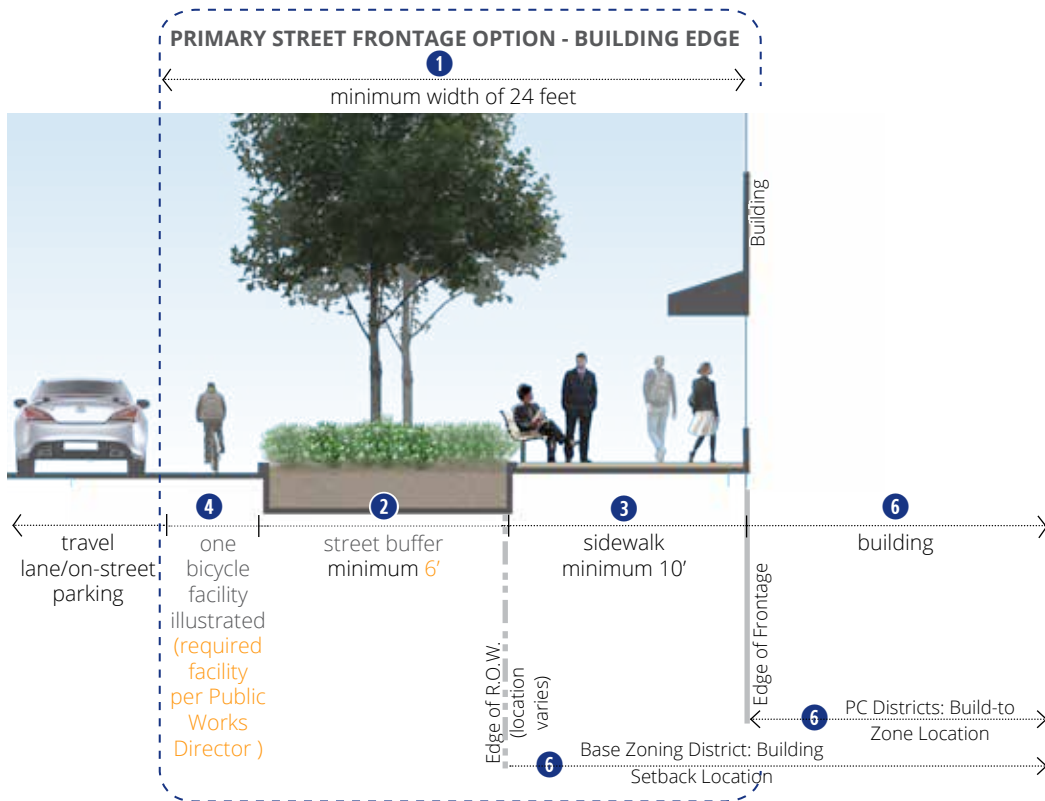 PRIMARY STREET FRONTAGE OPTION - BUILDING EDGE
1
minimum width of 24 feet
Building
4
2
3
6
travel
lane/on-street
parking
one
bicycle
facility
illustrated
(required
facility
per Public
Works
Director )
street buffer
minimum 6’
sidewalk
minimum 10’
building
Edge of R.O.W.
(location
varies)
Edge of Frontage
6
PC Districts: Build-to
Zone Location
6
Base Zoning District: Building
Setback Location